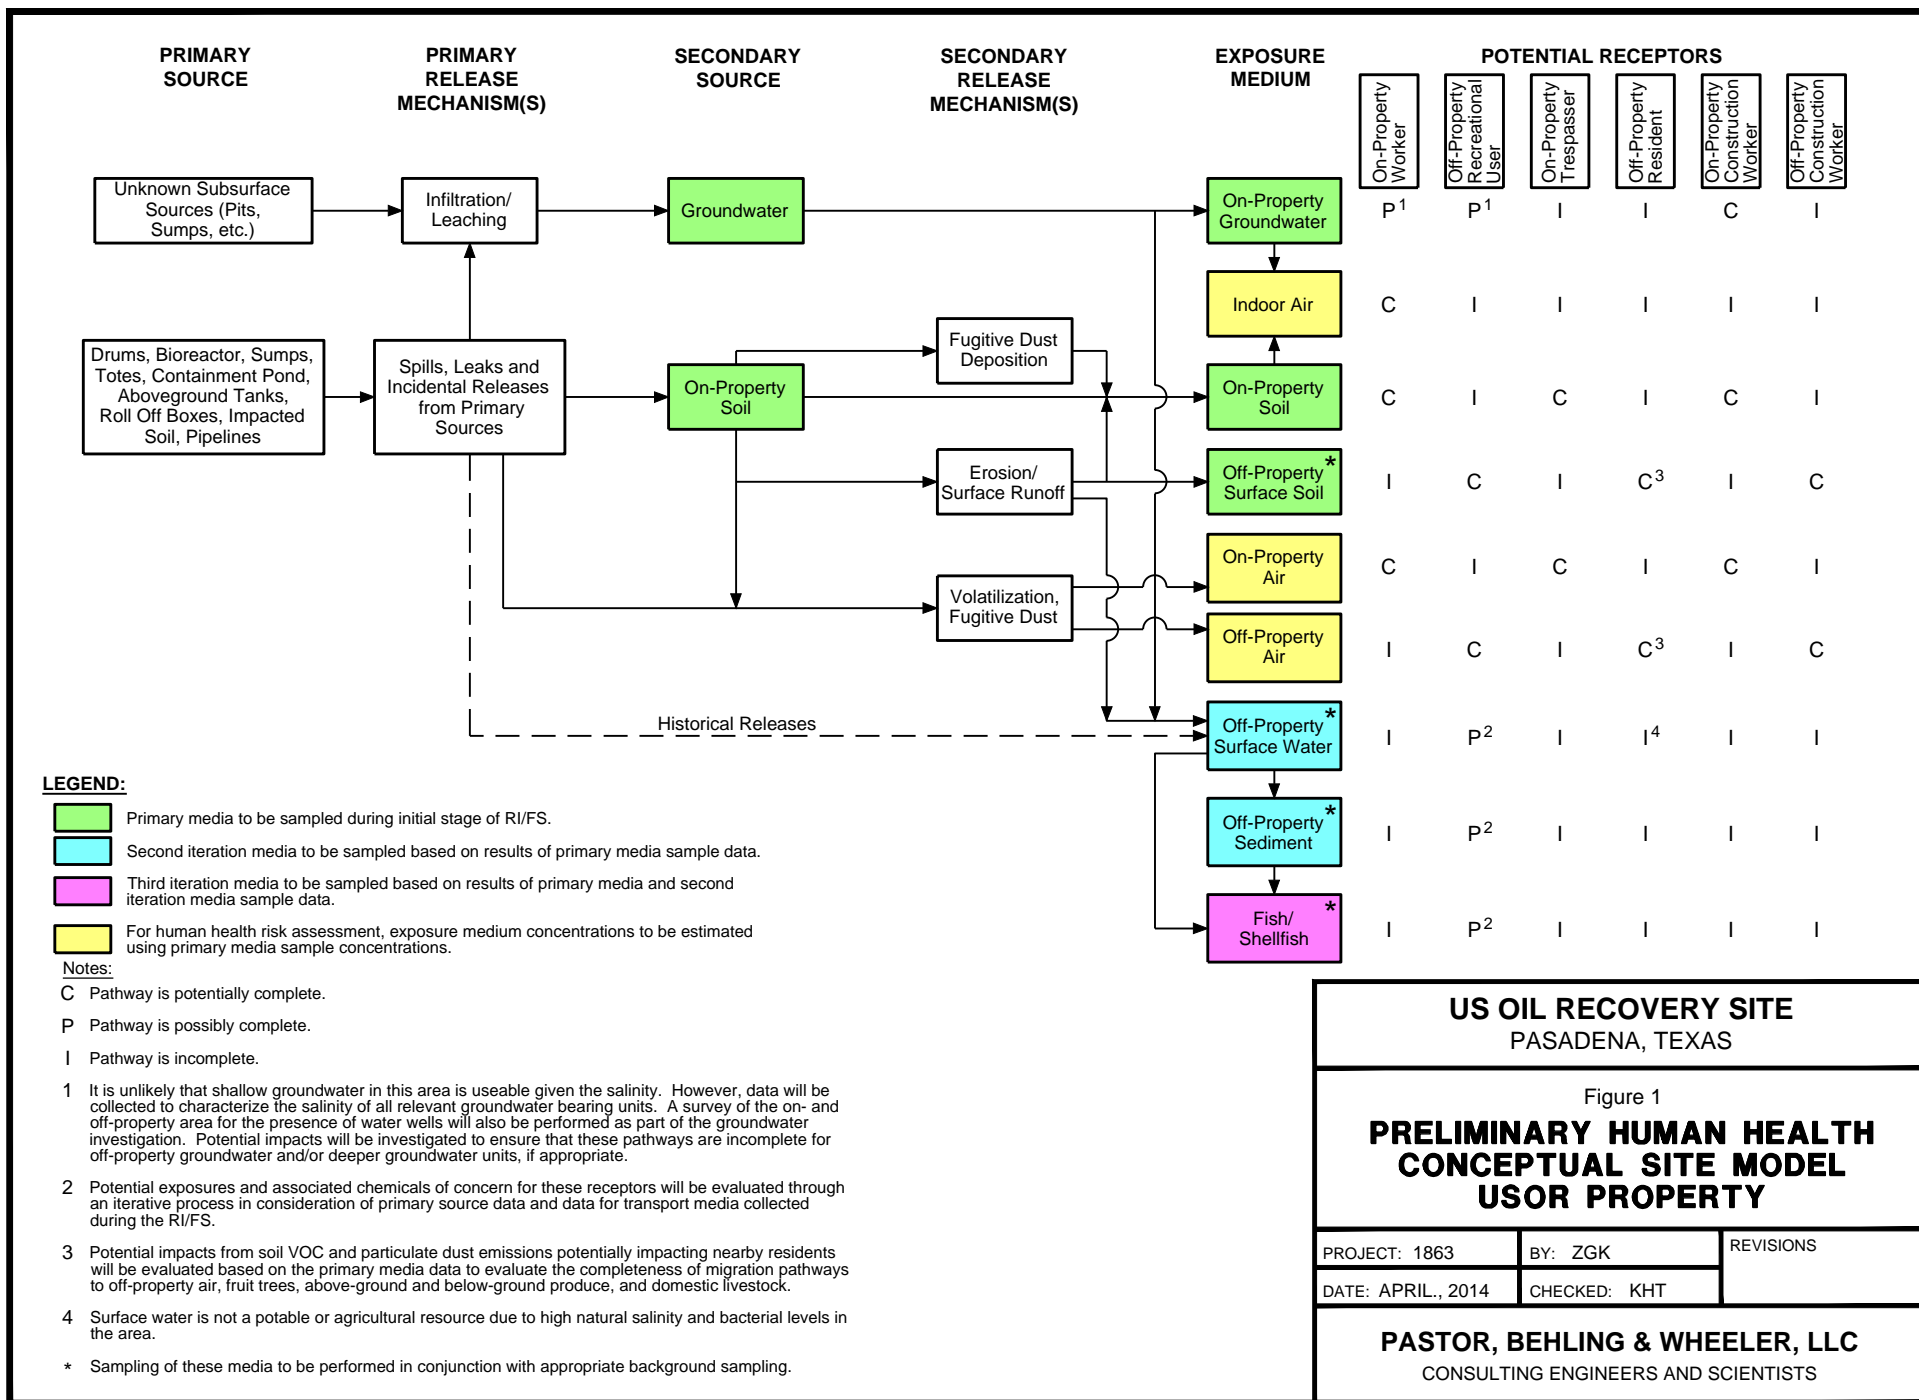 PRIMARY
SOURCE
PRIMARY
RELEASE
MECHANISM(S)
SECONDARY
SOURCE
SECONDARY
RELEASE
MECHANISM(S)
EXPOSURE
MEDIUM
POTENTIAL RECEPTORS
On-Property
Worker
Off-Property
Recreational
User
On-Property
Trespasser
Off-Property
Resident
On-Property
Construction
Worker
Off-Property
Construction
Worker
Unknown Subsurface
Sources (Pits,
Sumps, etc.)
Infiltration/
Leaching
Groundwater
On-Property
Groundwater
P1 P1 I I C I
Indoor Air
C I I I I I
Drums, Bioreactor, Sumps,
Totes, Containment Pond,
Aboveground Tanks,
Roll Off Boxes, Impacted
Soil, Pipelines
Spills, Leaks and
Incidental Releases
from Primary
Sources
On-Property
Soil
Fugitive Dust
Deposition
On-Property
Soil
C I C I C I
Erosion/
Surface Runoff
Off-Property *
Surface Soil
I C I C3 I C
On-Property
Air
C I C I C I
Volatilization,
Fugitive Dust
Off-Property
Air
I C I C3 I C
Historical Releases
Off-Property *
Surface Water
I P2 I I4 I I
Off-Property *
Sediment
I P2 I I I I
Fish/ *
Shellfish
I P2 I I I I
LEGEND:
Primary media to be sampled during initial stage of RI/FS.
Second iteration media to be sampled based on results of primary media sample data.
Third iteration media to be sampled based on results of primary media and second
iteration media sample data.
For human health risk assessment, exposure medium concentrations to be estimated
using primary media sample concentrations.
Notes:
C Pathway is potentially complete.
P Pathway is possibly complete.
I Pathway is incomplete.
1 It is unlikely that shallow groundwater in this area is useable given the salinity. However, data will be
collected to characterize the salinity of all relevant groundwater bearing units. A survey of the on- and
off-property area for the presence of water wells will also be performed as part of the groundwater
investigation. Potential impacts will be investigated to ensure that these pathways are incomplete for
off-property groundwater and/or deeper groundwater units, if appropriate.
2 Potential exposures and associated chemicals of concern for these receptors will be evaluated through
an iterative process in consideration of primary source data and data for transport media collected
during the RI/FS.
3 Potential impacts from soil VOC and particulate dust emissions potentially impacting nearby residents
will be evaluated based on the primary media data to evaluate the completeness of migration pathways
to off-property air, fruit trees, above-ground and below-ground produce, and domestic livestock.
4 Surface water is not a potable or agricultural resource due to high natural salinity and bacterial levels in
the area.
* Sampling of these media to be performed in conjunction with appropriate background sampling.
US OIL RECOVERY SITE
PASADENA, TEXAS
Figure 1
PRELIMINARY HUMAN HEALTH
CONCEPTUAL SITE MODEL
USOR PROPERTY
PROJECT: 1863 BY: ZGK REVISIONS
DATE: APRIL., 2014 CHECKED: KHT
PASTOR, BEHLING & WHEELER, LLC
CONSULTING ENGINEERS AND SCIENTISTS